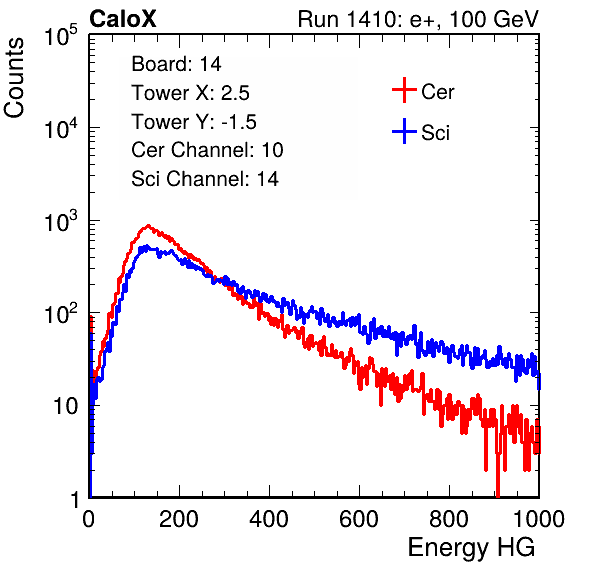 CaloX Run 1410: e+, 100 GeV
Counts
Board: 14
Tower X: 2.5
Tower Y: -1.5
Cer Channel: 10
Sci Channel: 14
Cer
Sci
10^5
10^4
10^3
10^2
10
1
0 200 400 600 800 1000
Energy HG